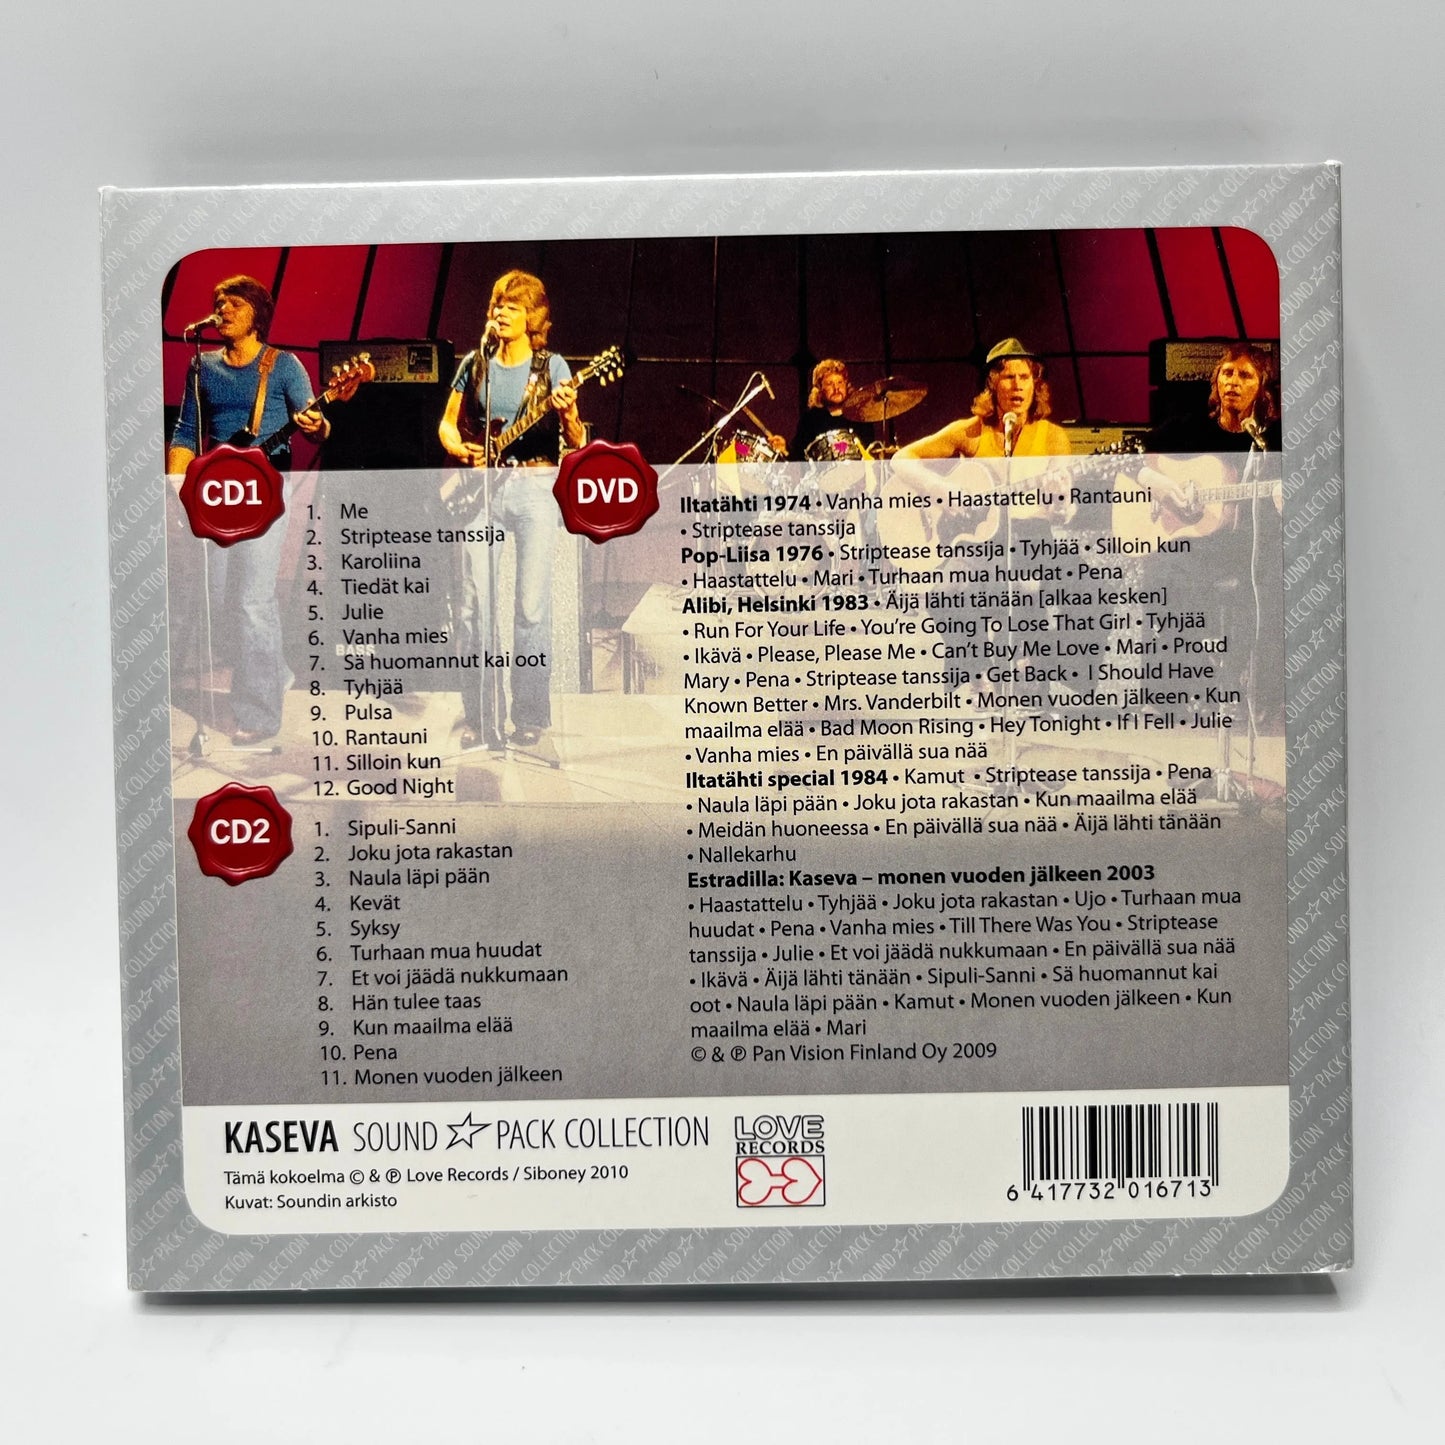 CD1
1. Me
2. Striptease tanssija
3. Karoliina
4. Tiedät kai
5. Julie
6. Vanha mies
7. Sä huomannut kai oot
8. Tyhjää
9. Pulsa
10. Rantauni
11. Silloin kun
12. Good Night
BASS
CD2
1. Sipuli-Sanni
2. Joku jota rakastan
3. Naula läpi pään
4. Kevät
5. Syksy
6. Turhaan mua huudat
7. Et voi jäädä nukkumaan
8. Hän tulee taas
9. Kun maailma elää
10. Pena
11. Monen vuoden jälkeen
DVD
Iltatähti 1974 • Vanha mies • Haastattelu • Rantauni
• Striptease tanssija
Pop-Liisa 1976 • Striptease tanssija • Tyhjää • Silloin kun
• Haastattelu • Mari • Turhaan mua huudat • Pena
Alibi, Helsinki 1983 • Äijä lähti tänään [alkaa kesken]
• Run For Your Life • You're Going To Lose That Girl • Tyhjää
• Ikävä • Please, Please Me • Can't Buy Me Love • Mari • Proud
Mary • Pena • Striptease tanssija • Get Back • I Should Have
Known Better • Mrs. Vanderbilt • Monen vuoden jälkeen • Kun
maailma elää • Bad Moon Rising • Hey Tonight • If I Fell • Julie
• Vanha mies • En päivällä sua nää
Iltatähti special 1984 • Kamut • Striptease tanssija • Pena
• Naula läpi pään • Joku jota rakastan • Kun maailma elää
• Meidän huoneessa • En päivällä sua nää • Äijä lähti tänään
• Nallekarhu
Estradilla: Kaseva – monen vuoden jälkeen 2003
• Haastattelu • Tyhjää • Joku jota rakastan • Ujo • Turhaan mua
huudat • Pena • Vanha mies • Till There Was You • Striptease
tanssija • Julie • Et voi jäädä nukkumaan • En päivällä sua nää
• Ikävä • Äijä lähti tänään • Sipuli-Sanni • Sä huomannut kai
oot • Naula läpi pään • Kamut • Monen vuoden jälkeen • Kun
maailma elää • Mari
© & ℗ Pan Vision Finland Oy 2009
KASEVA SOUND ☆ PACK COLLECTION
Tämä kokoelma © & ℗ Love Records / Siboney 2010
Kuvat: Soundin arkisto
LOVE
RECORDS
6 417732 016713
SOUND ☆ PACK COLLECTION